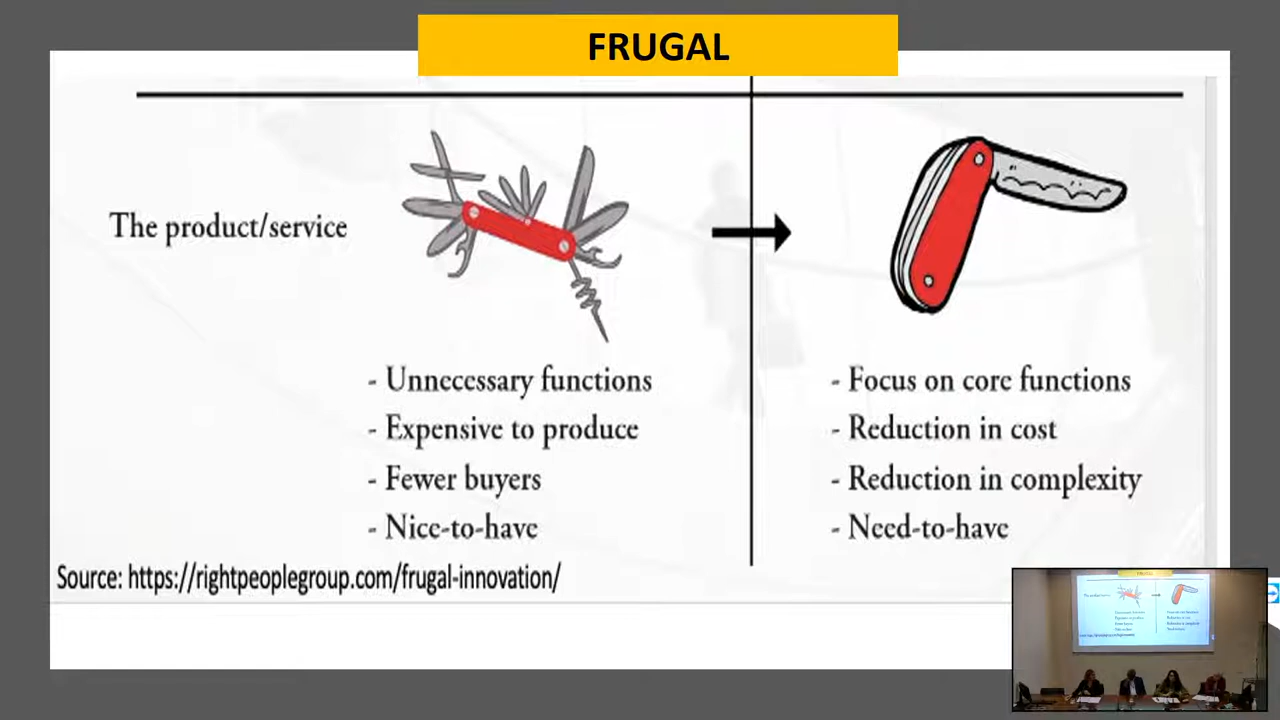 FRUGAL
The product/service
- Unnecessary functions
- Expensive to produce
- Fewer buyers
- Nice-to-have
- Focus on core functions
- Reduction in cost
- Reduction in complexity
- Need-to-have
Source: https://rightpeoplegroup.com/frugal-innovation/